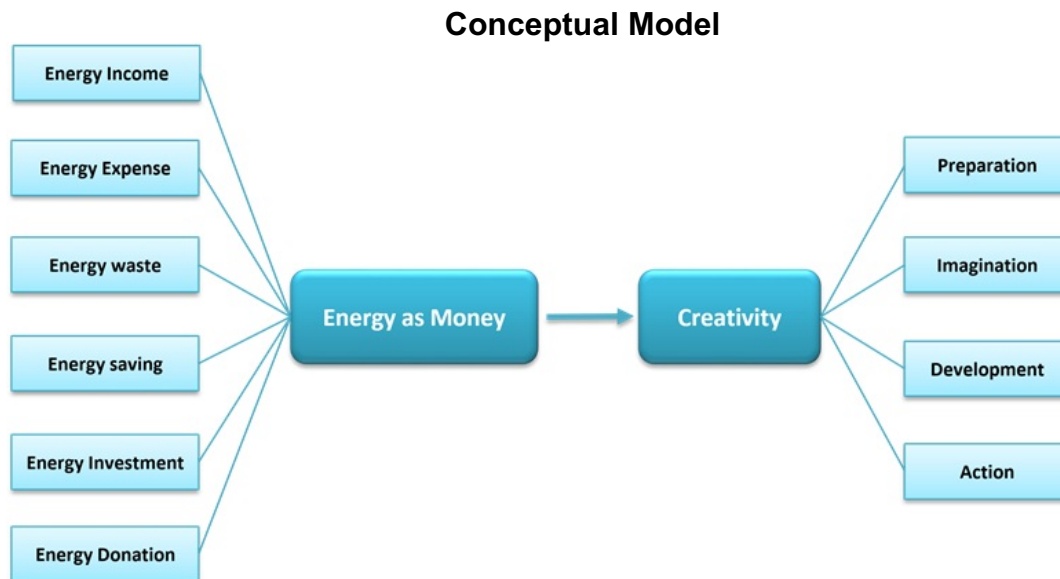 Conceptual Model
Energy Income
Energy Expense
Energy waste
Energy saving
Energy Investment
Energy Donation
Energy as Money
Creativity
Preparation
Imagination
Development
Action